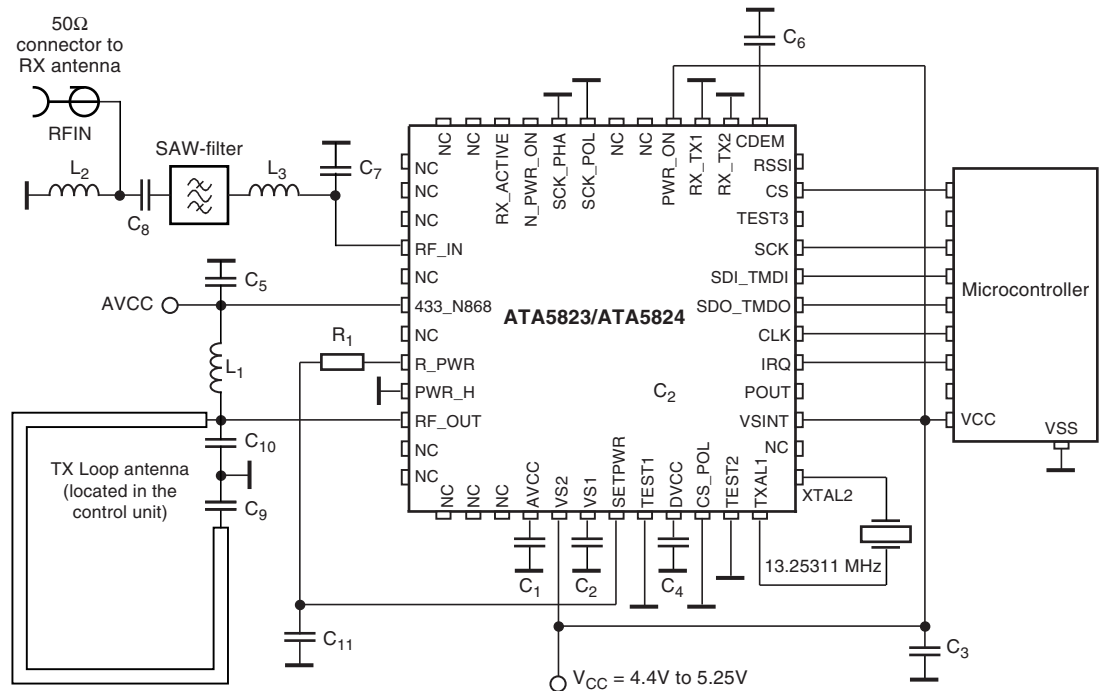 50Ω
connector to
RX antenna
RFIN
L2
C8
SAW-filter
L3
C7
C6
C5
AVCC
L1
R1
C10
C9
TX Loop antenna
(located in the
control unit)
C11
NC
NC
RX_ACTIVE
N_PWR_ON
SCK_PHA
SCK_POL
NC
NC
PWR_ON
RX_TX1
RX_TX2
CDEM
NC
NC
NC
RF_IN
NC
433_N868
NC
R_PWR
PWR_H
RF_OUT
NC
NC
ATA5823/ATA5824
C2
RSSI
CS
TEST3
SCK
SDI_TMDI
SDO_TMDO
CLK
IRQ
POUT
VSINT
NC
XTAL2
NC
NC
NC
AVCC
VS2
VS1
SETPWR
TEST1
DVCC
CS_POL
TEST2
TXAL1
Microcontroller
VCC
VSS
13.25311 MHz
C1
C2
C4
C3
VCC = 4.4V to 5.25V